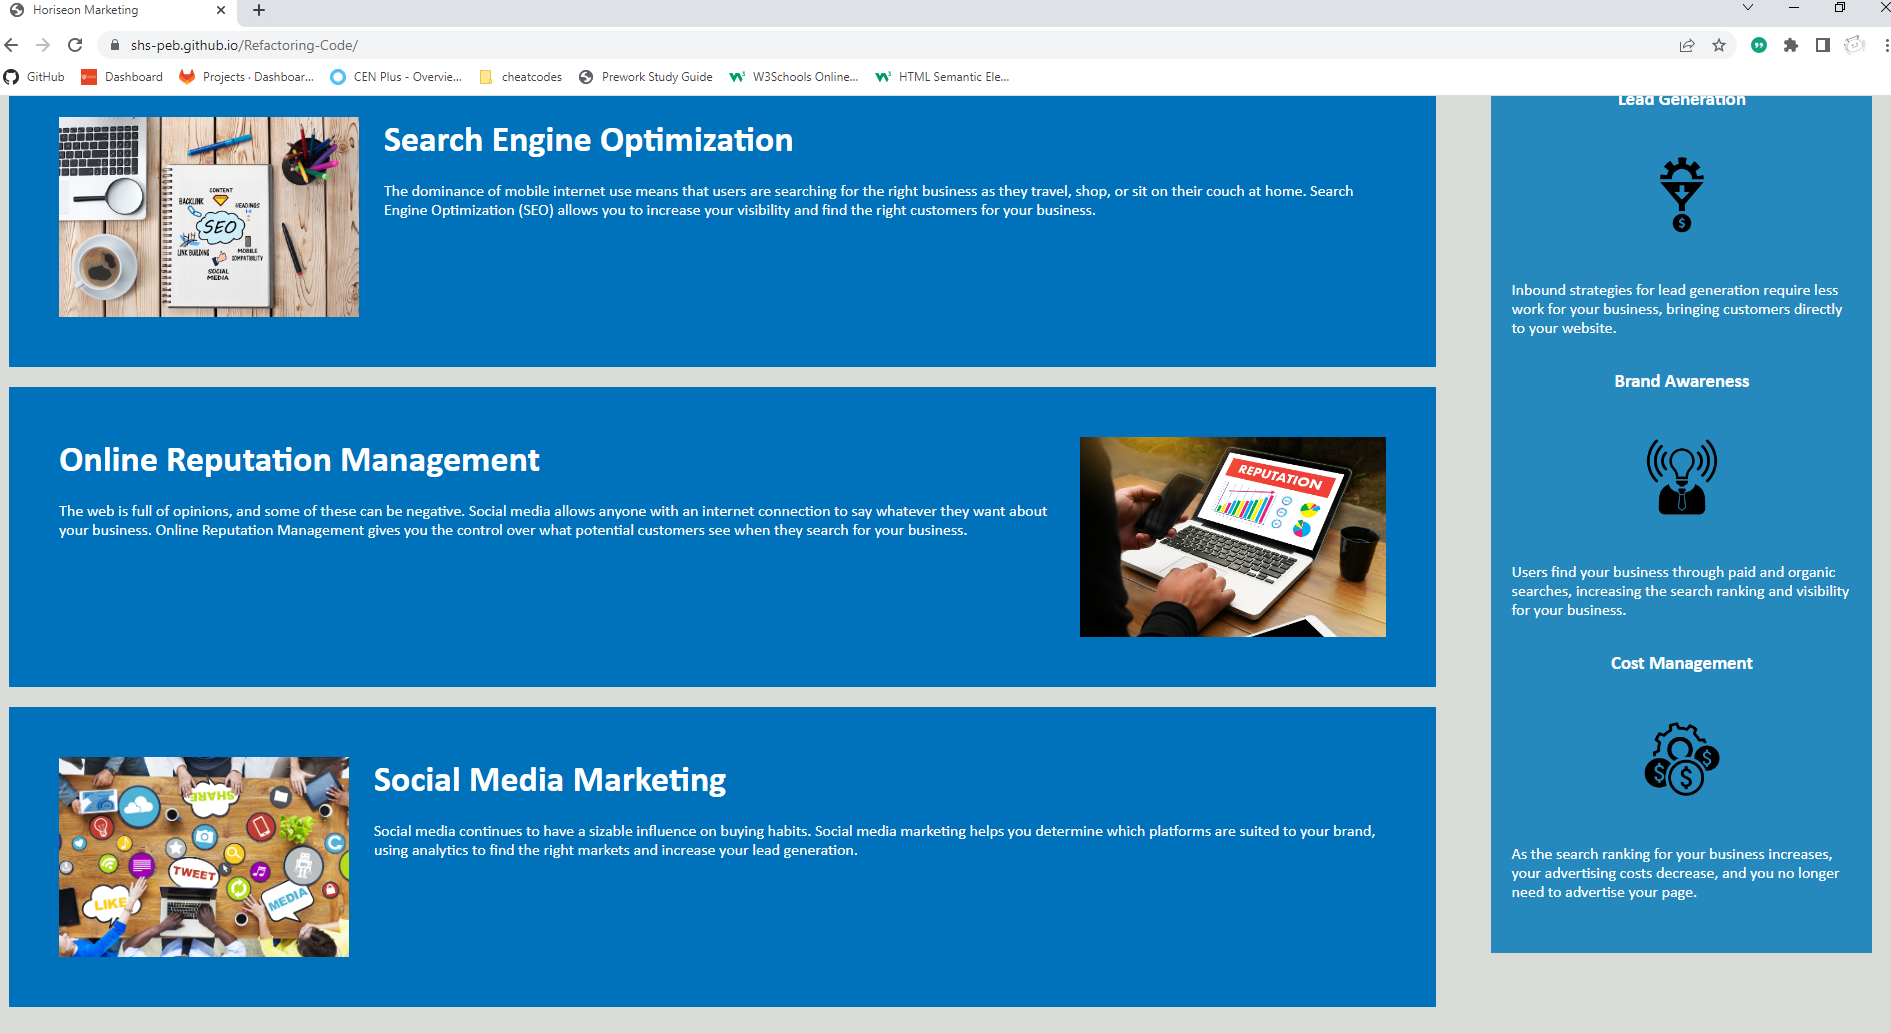 Horiseon Marketing
shs-peb.github.io/Refactoring-Code/
GitHub
Dashboard
Projects · Dashboar...
CEN Plus - Overvie...
cheatcodes
Prework Study Guide
W3Schools Online...
HTML Semantic Ele...
CONTENT
BACKLINK
HEADINGS
SEO
LINK BUILDING
MOBILE
COMPATIBILITY
SOCIAL
MEDIA
Search Engine Optimization
The dominance of mobile internet use means that users are searching for the right business as they travel, shop, or sit on their couch at home. Search
Engine Optimization (SEO) allows you to increase your visibility and find the right customers for your business.
Online Reputation Management
The web is full of opinions, and some of these can be negative. Social media allows anyone with an internet connection to say whatever they want about
your business. Online Reputation Management gives you the control over what potential customers see when they search for your business.
REPUTATION
SHARE
TWEET
LIKE
MEDIA
Social Media Marketing
Social media continues to have a sizable influence on buying habits. Social media marketing helps you determine which platforms are suited to your brand,
using analytics to find the right markets and increase your lead generation.
Lead Generation
$
Inbound strategies for lead generation require less
work for your business, bringing customers directly
to your website.
Brand Awareness
Users find your business through paid and organic
searches, increasing the search ranking and visibility
for your business.
Cost Management
$ $ $
As the search ranking for your business increases,
your advertising costs decrease, and you no longer
need to advertise your page.